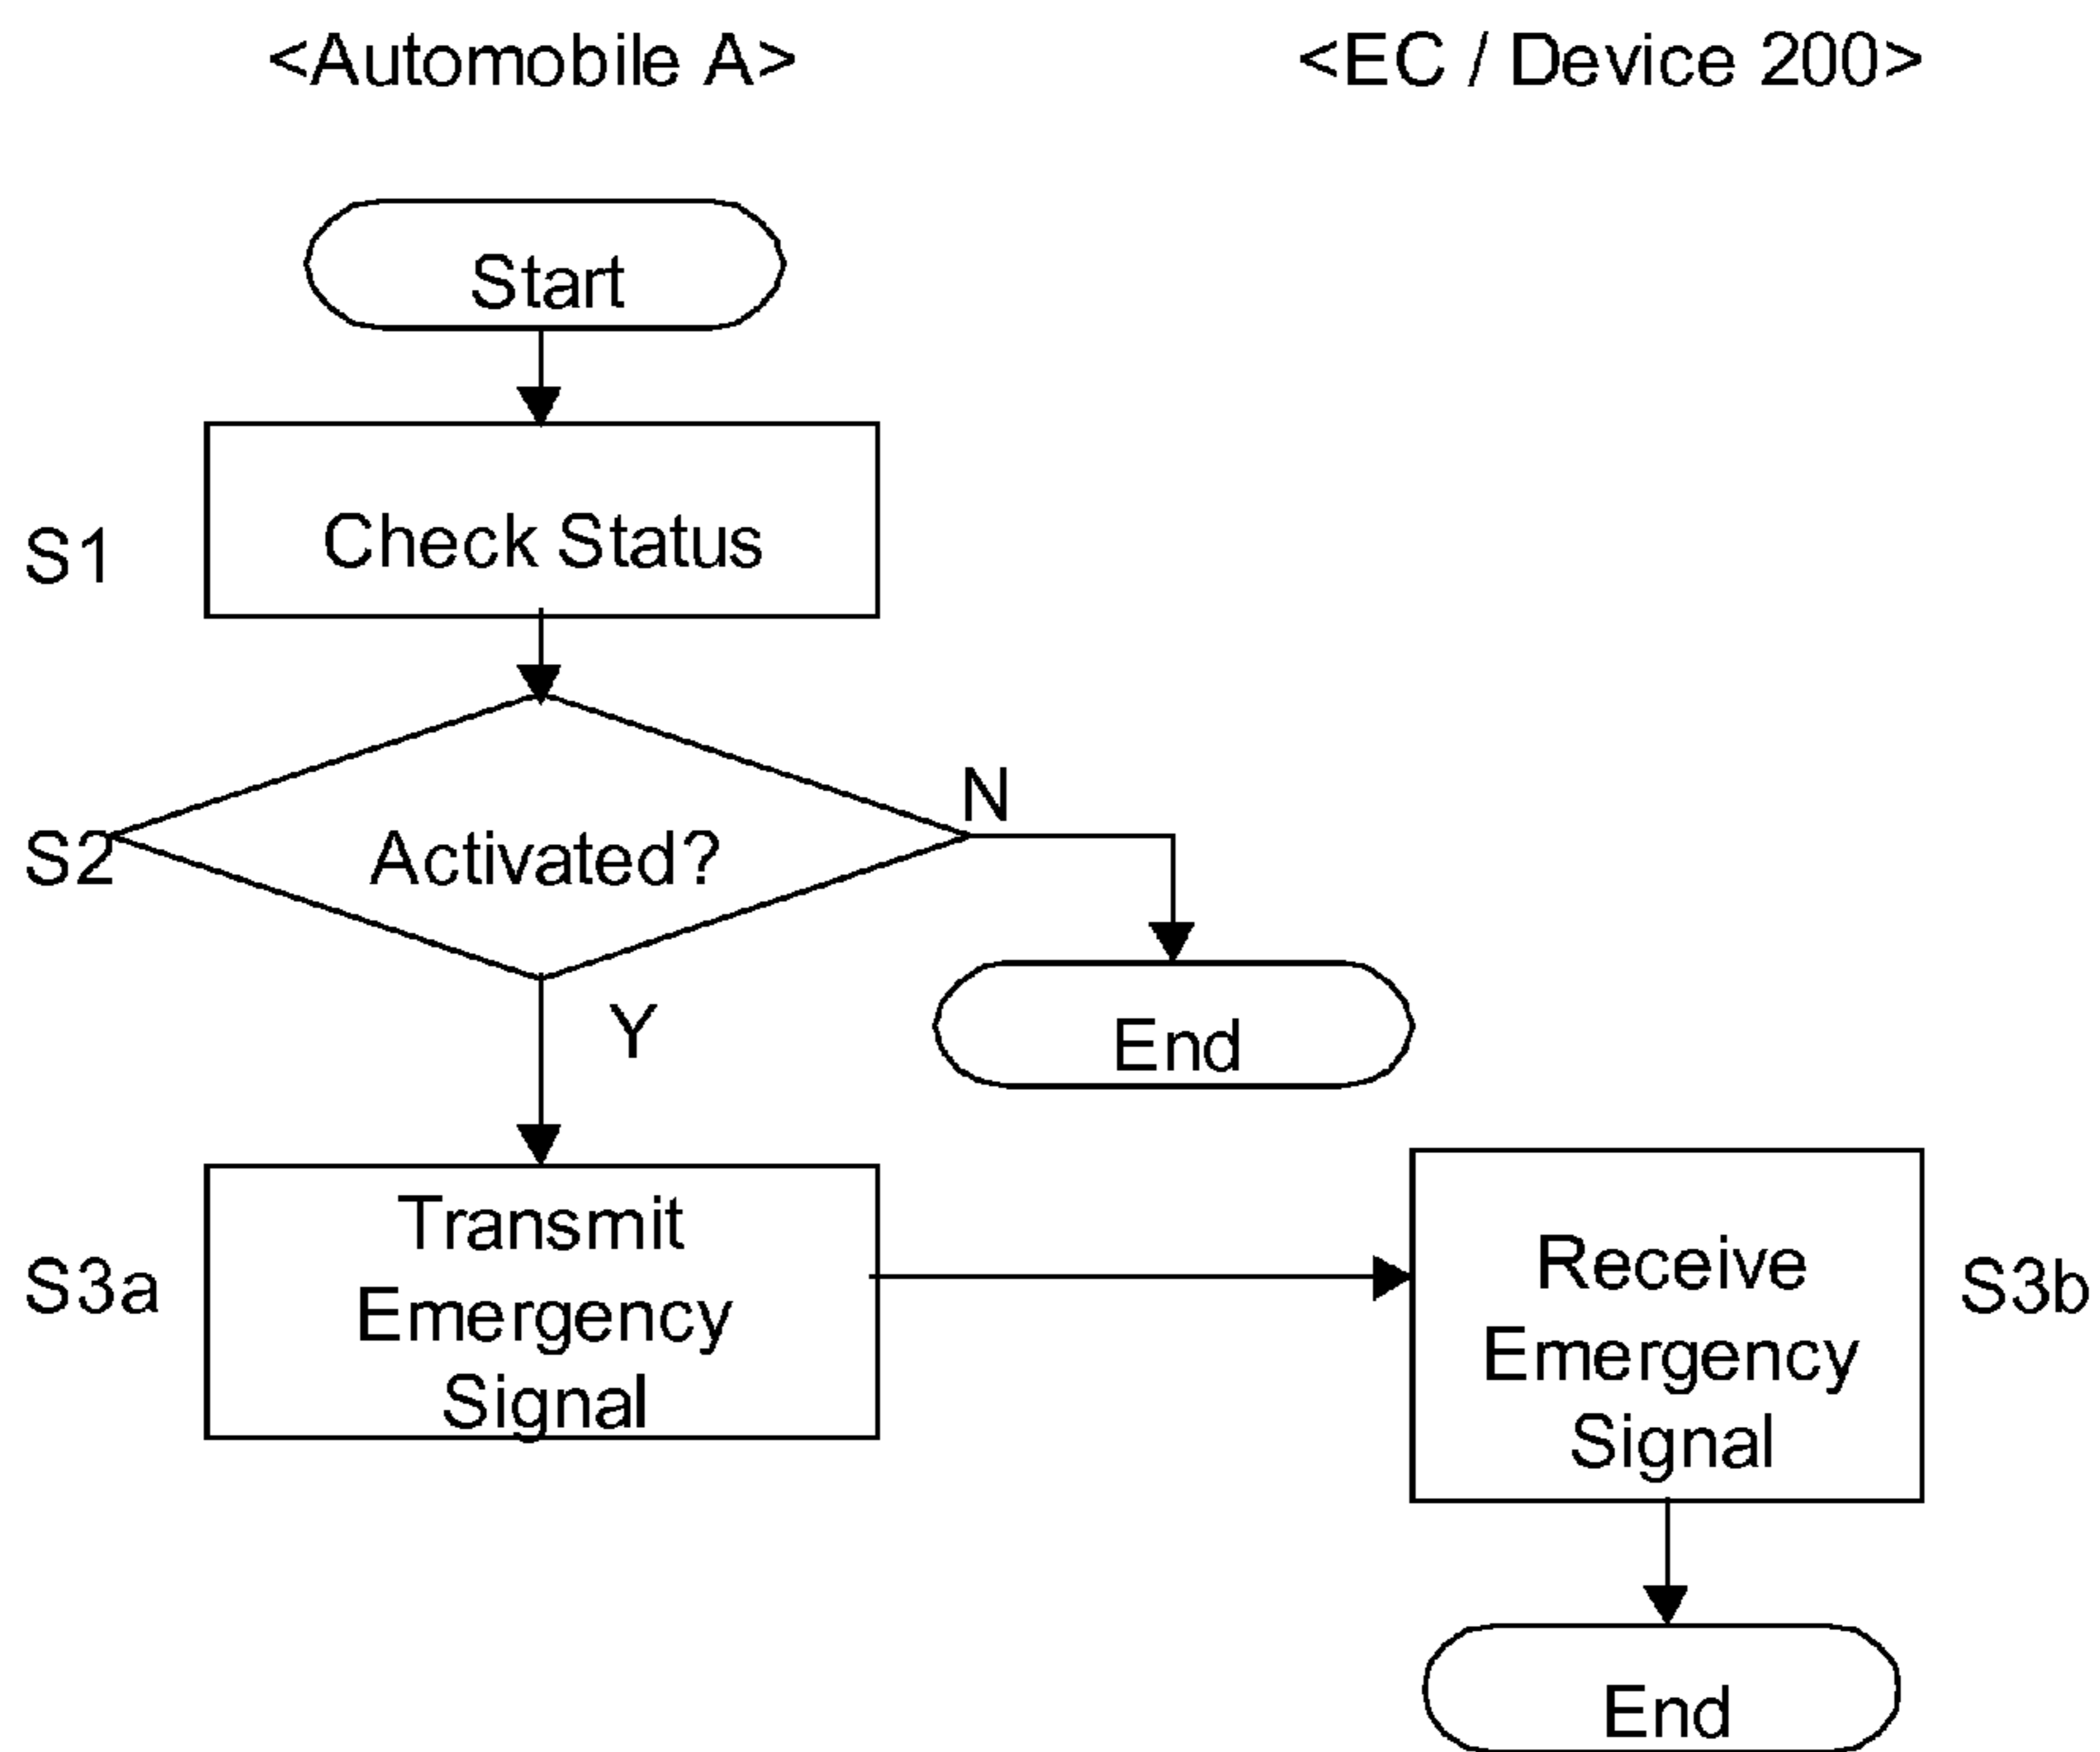 <Automobile A>
<EC / Device 200>
Start
S1
Check Status
S2
Activated?
N
End
Y
S3a
Transmit
Emergency
Signal
Receive
Emergency
Signal
S3b
End